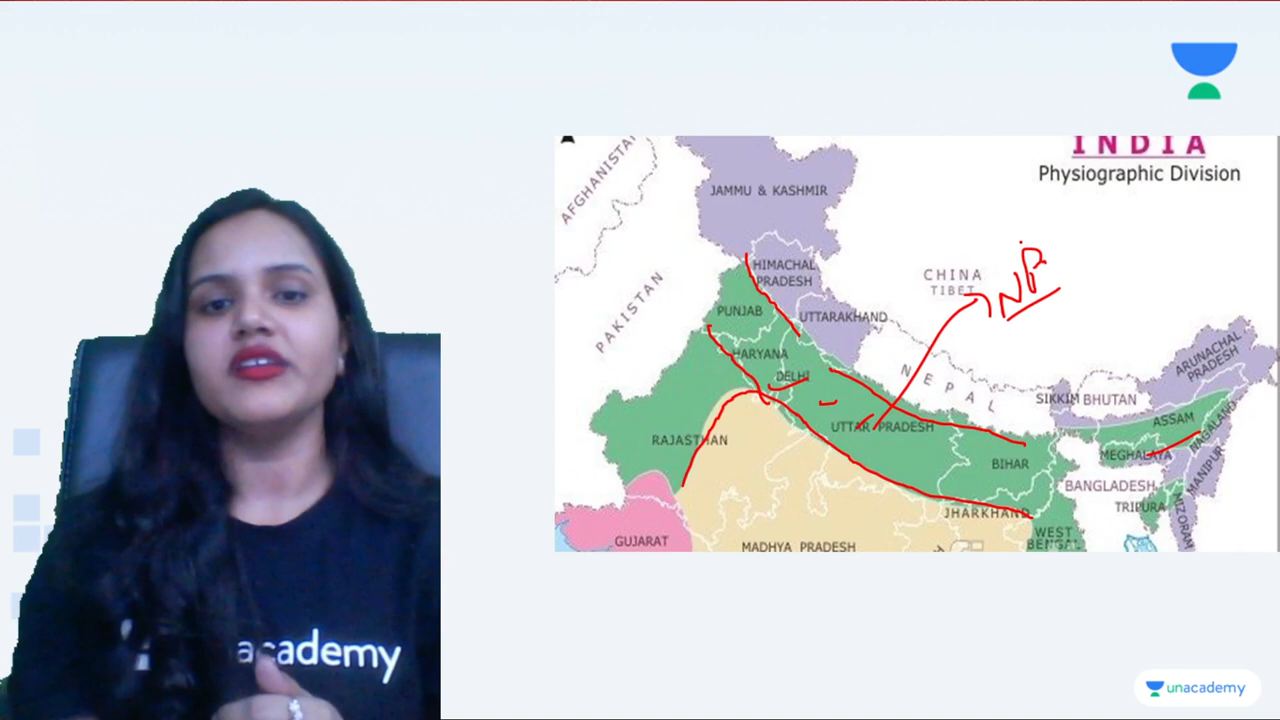 INDIA
Physiographic Division
AFGHANISTAN
JAMMU & KASHMIR
PAKISTAN
HIMACHAL
PRADESH
CHINA
TIBET
NP
PUNJAB
UTTARAKHAND
HARYANA
DELHI
NEPAL
ARUNACHAL
PRADESH
SIKKIM
BHUTAN
ASSAM
NAGALAND
RAJASTHAN
UTTAR PRADESH
BIHAR
MEGHALAYA
MANIPUR
BANGLADESH
TRIPURA
MIZORAM
JHARKHAND
GUJARAT
MADHYA PRADESH
WEST
BENGAL
unacademy
unacademy